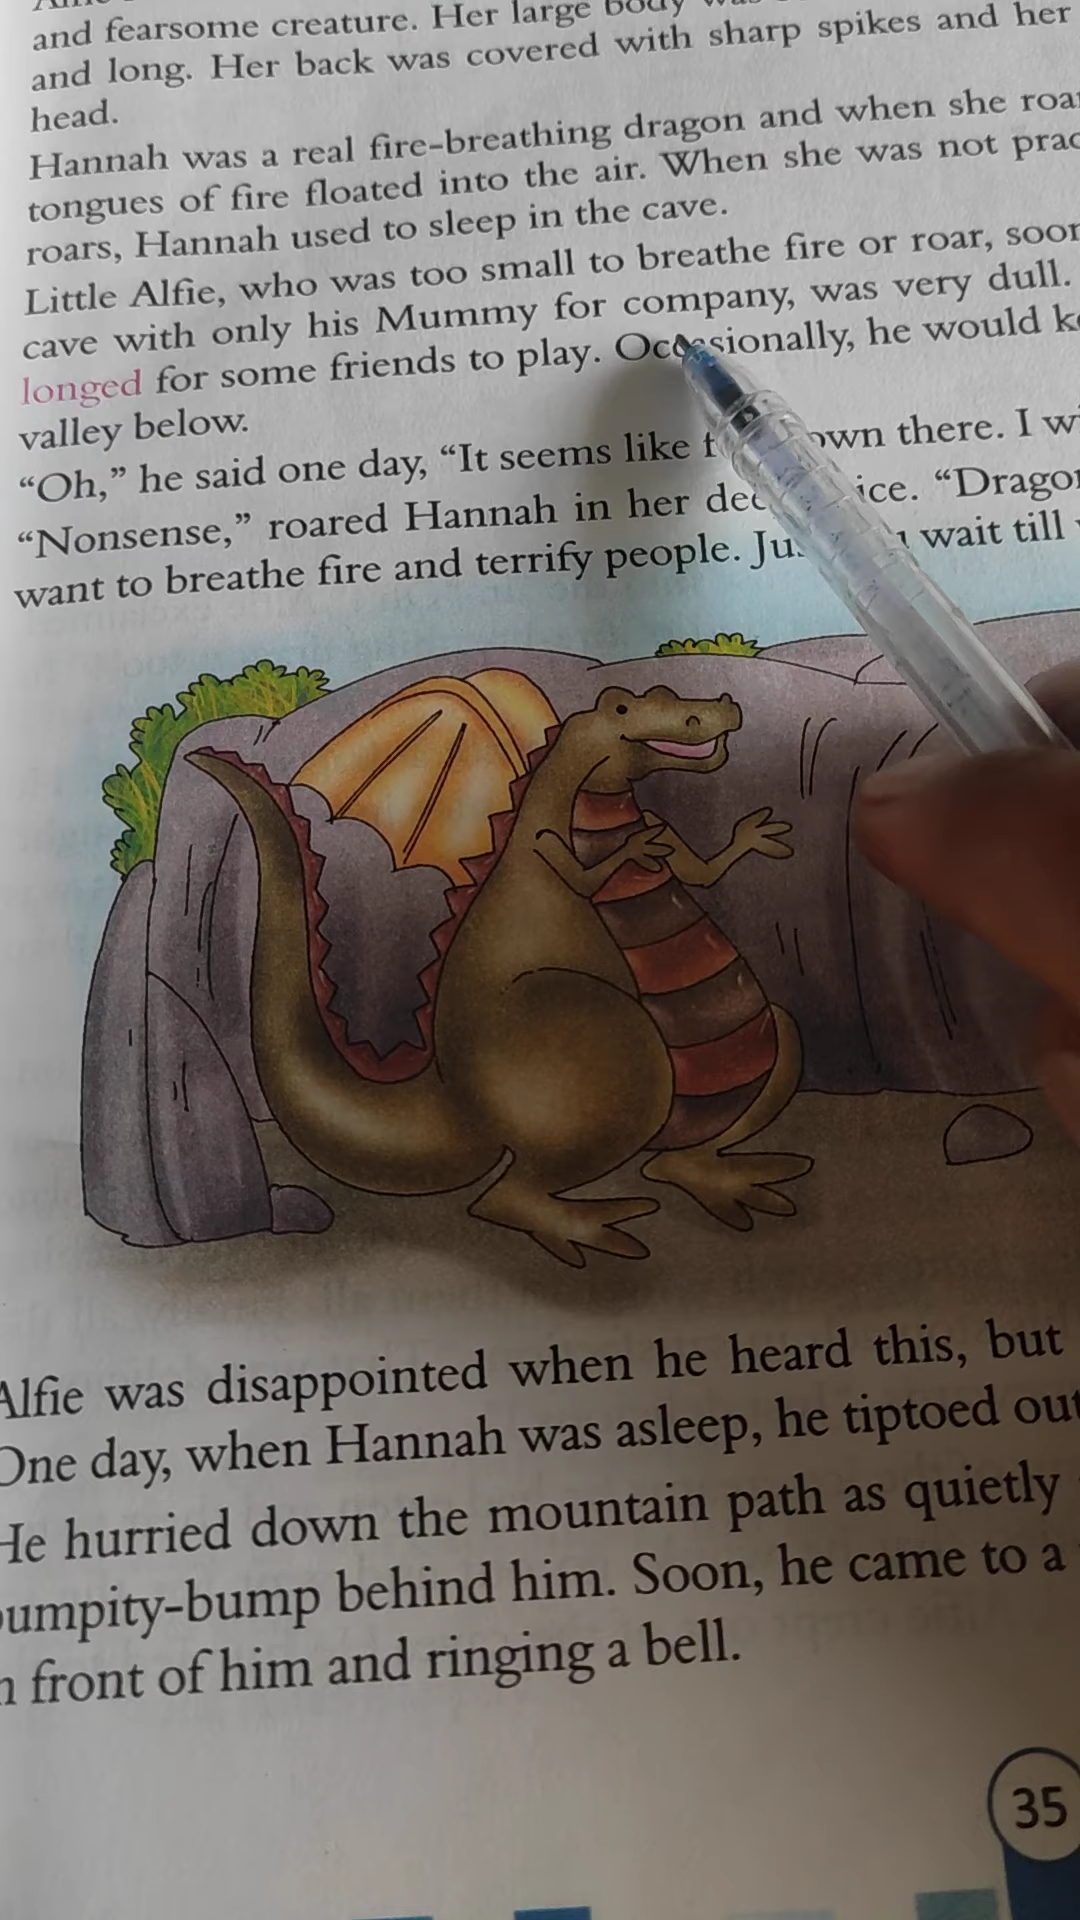 and fearsome creature. Her large body
and long. Her back was covered with sharp spikes and her
head.
Hannah was a real fire-breathing dragon and when she
tongues of fire floated into the air. When she was not
roars, Hannah used to sleep in the cave.
Little Alfie, who was too small to breathe fire or roar,
cave with only his Mummy for company, was very dull.
longed for some friends to play. Occasionally, he would
valley below.
“Oh,” he said one day, “It seems like own there. I
“Nonsense,” roared Hannah in her
want to breathe fire and terrify people. wait till
Alfie was disappointed when he heard this, but
One day, when Hannah was asleep, he tiptoed
He hurried down the mountain path as quietly
umpity-bump behind him. Soon, he came to a
front of him and ringing a bell.
35